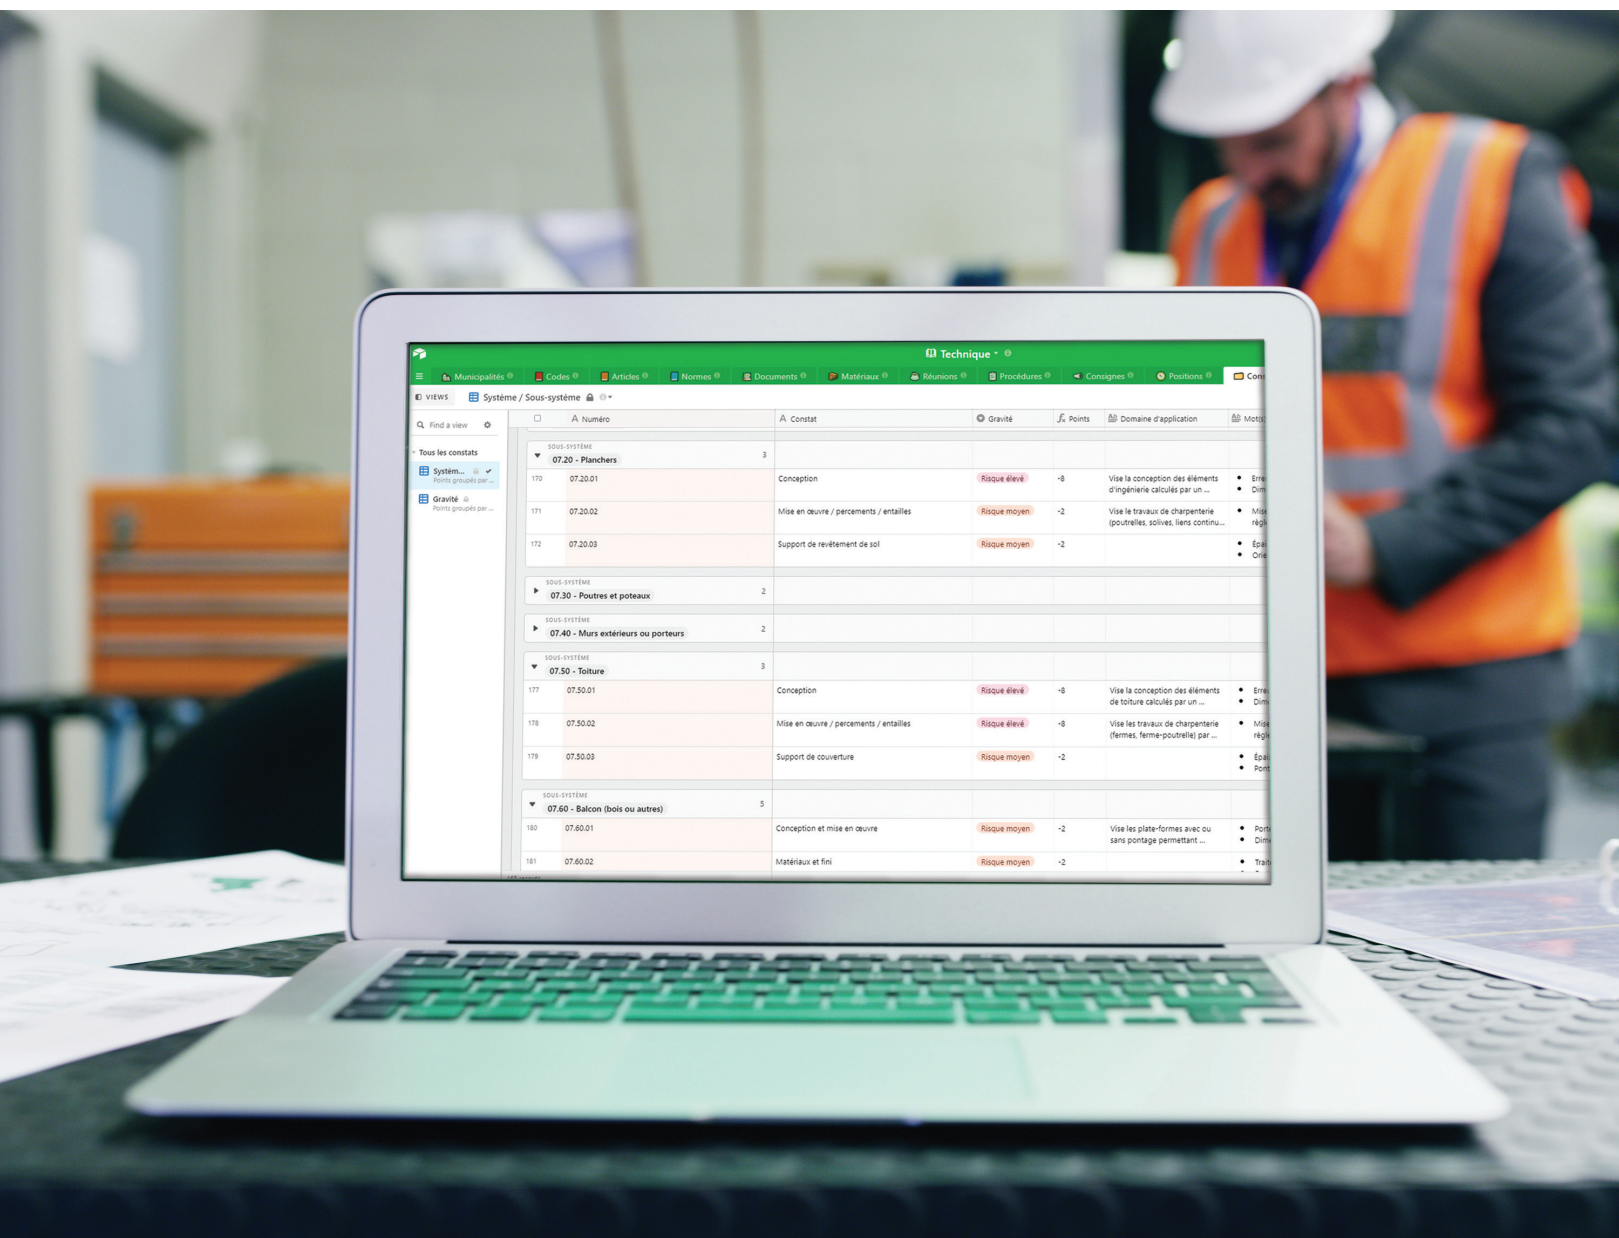 Technique
Municipalités Codes Articles Normes Documents Matériaux Réunions Procédures Consignes Positions Cons
VIEWS Système / Sous-système
Find a view A Numéro A Constat Gravité fx Points Domaine d'application Mot(s)
Tous les constats
Systèm...
Points groupés par ...
Gravité
Points groupés par ...
SOUS-SYSTÈME
07.20 - Planchers 3
170 07.20.01 Conception Risque élevé -8 Vise la conception des éléments
d'ingénierie calculés par un ...
171 07.20.02 Mise en œuvre / percements / entailles Risque moyen -2 Vise le travaux de charpenterie
(poutrelles, solives, liens continu...
172 07.20.03 Support de revêtement de sol Risque moyen -2
SOUS-SYSTÈME
07.30 - Poutres et poteaux 2
SOUS-SYSTÈME
07.40 - Murs extérieurs ou porteurs 2
SOUS-SYSTÈME
07.50 - Toiture 3
177 07.50.01 Conception Risque élevé -8 Vise la conception des éléments
de toiture calculés par un ...
178 07.50.02 Mise en œuvre / percements / entailles Risque élevé -8 Vise les travaux de charpenterie
(fermes, ferme-poutrelle) par ...
179 07.50.03 Support de couverture Risque moyen -2
SOUS-SYSTÈME
07.60 - Balcon (bois ou autres) 5
180 07.60.01 Conception et mise en œuvre Risque moyen -2 Vise les plate-formes avec ou
sans pontage permettant ...
181 07.60.02 Matériaux et fini Risque moyen -2